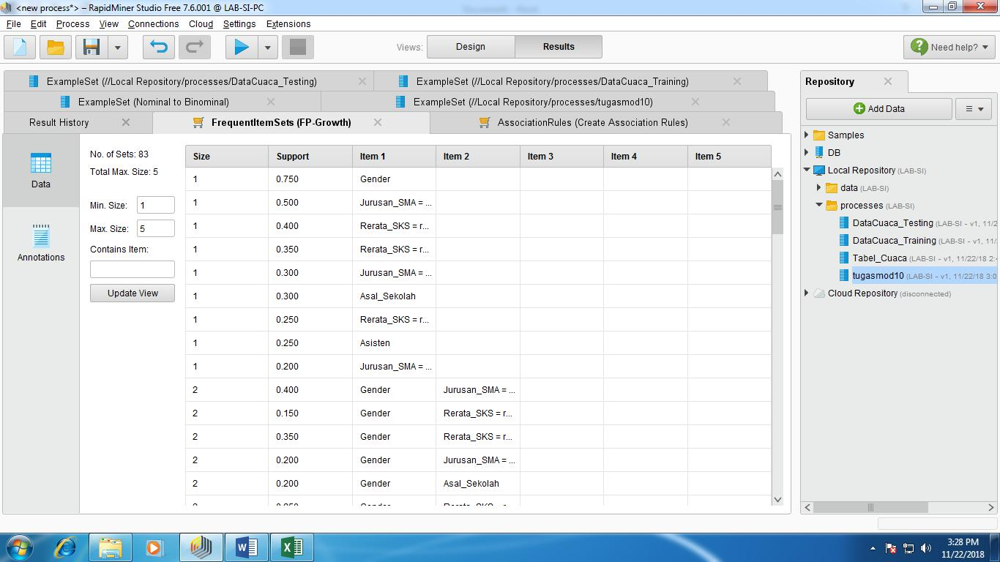 <new process*> – RapidMiner Studio Free 7.6.001 @ LAB-SI-PC
File Edit Process View Connections Cloud Settings Extensions
Views: Design Results Need help?
ExampleSet (//Local Repository/processes/DataCuaca_Testing) ExampleSet (//Local Repository/processes/DataCuaca_Training)
ExampleSet (Nominal to Binominal) ExampleSet (//Local Repository/processes/tugasmod10)
Result History FrequentItemSets (FP-Growth) AssociationRules (Create Association Rules)
Data
Annotations
No. of Sets: 83
Total Max. Size: 5
Min. Size: 1
Max. Size: 5
Contains Item:
Update View
Size Support Item 1 Item 2 Item 3 Item 4 Item 5
1 0.750 Gender
1 0.500 Jurusan_SMA = ...
1 0.400 Rerata_SKS = r...
1 0.350 Rerata_SKS = r...
1 0.300 Jurusan_SMA = ...
1 0.300 Asal_Sekolah
1 0.250 Rerata_SKS = r...
1 0.250 Asisten
1 0.200 Jurusan_SMA = ...
2 0.400 Gender Jurusan_SMA = ...
2 0.150 Gender Rerata_SKS = r...
2 0.350 Gender Rerata_SKS = r...
2 0.200 Gender Jurusan_SMA = ...
2 0.200 Gender Asal_Sekolah
Repository
Add Data
Samples
DB
Local Repository (LAB-SI)
data (LAB-SI)
processes (LAB-SI)
DataCuaca_Testing (LAB-SI - v1, 11/2
DataCuaca_Training (LAB-SI - v1, 11/
Tabel_Cuaca (LAB-SI - v1, 11/22/18 2:
tugasmod10 (LAB-SI - v1, 11/22/18 3:0
Cloud Repository (disconnected)
3:28 PM
11/22/2018